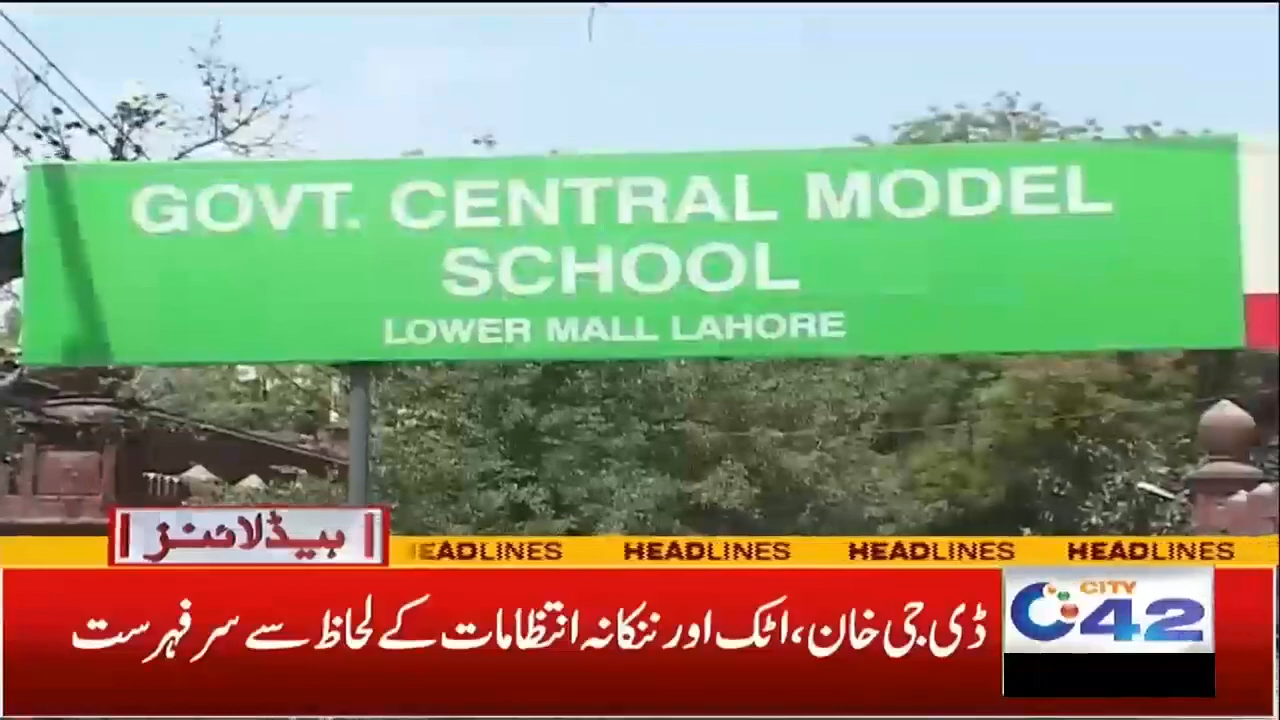 GOVT. CENTRAL MODEL
SCHOOL
LOWER MALL LAHORE
ہیڈلائنز
EADLINES HEADLINES HEADLINES HEADLINES
ڈی جی خان، اٹک اور ننکانہ انتظامات کے لحاظ سے سرفہرست
CITY
42